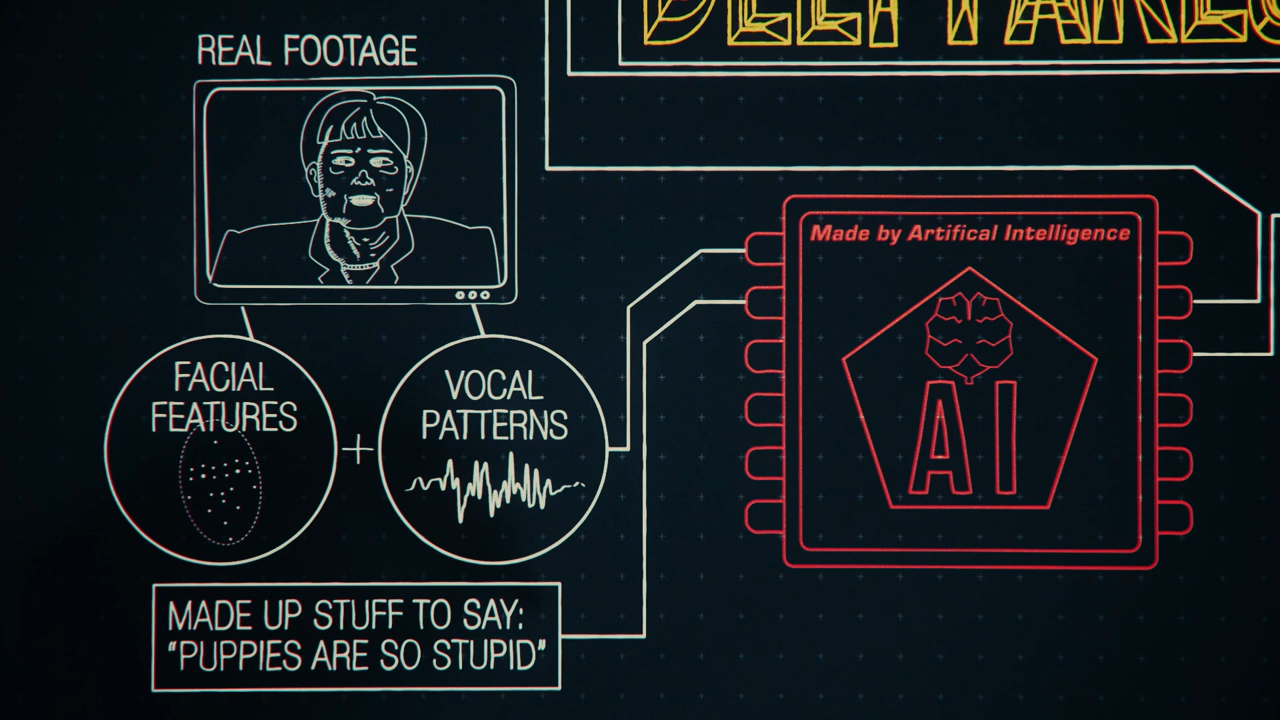 DEEPFAKES
REAL FOOTAGE
Made by Artifical Intelligence
FACIAL
FEATURES
VOCAL
PATTERNS
AI
MADE UP STUFF TO SAY:
“PUPPIES ARE SO STUPID”